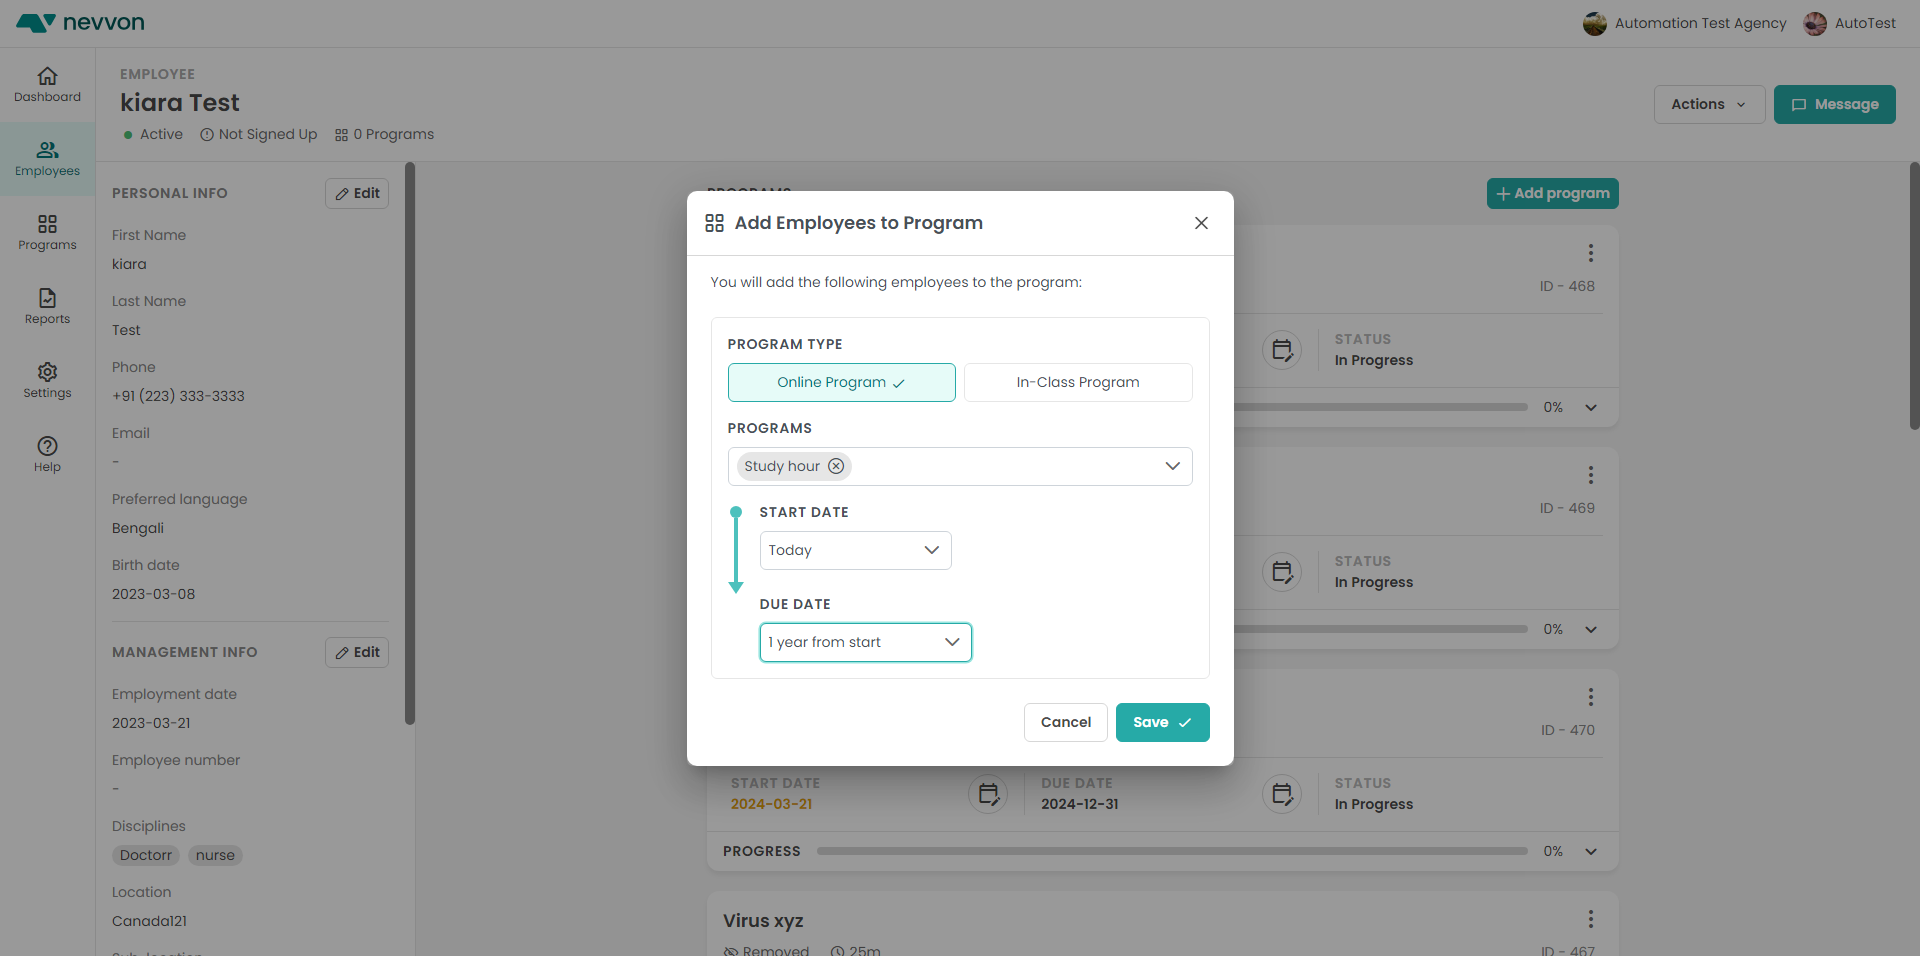 nevvon
Automation Test Agency
AutoTest
Dashboard
Employees
Programs
Reports
Settings
Help
EMPLOYEE
kiara Test
Active
Not Signed Up
0 Programs
Actions
Message
PERSONAL INFO
Edit
First Name
kiara
Last Name
Test
Phone
+91 (223) 333-3333
Email
-
Preferred language
Bengali
Birth date
2023-03-08
MANAGEMENT INFO
Edit
Employment date
2023-03-21
Employee number
-
Disciplines
Doctorr nurse
Location
Canada121
Sub-location
PROGRAMS
Add program
Add Employees to Program
You will add the following employees to the program:
PROGRAM TYPE
Online Program
In-Class Program
PROGRAMS
Study hour
START DATE
Today
DUE DATE
1 year from start
Cancel
Save
ID - 468
STATUS
In Progress
0%
ID - 469
STATUS
In Progress
0%
ID - 470
START DATE
2024-03-21
DUE DATE
2024-12-31
STATUS
In Progress
PROGRESS
0%
Virus xyz
Removed
25m
ID - 467